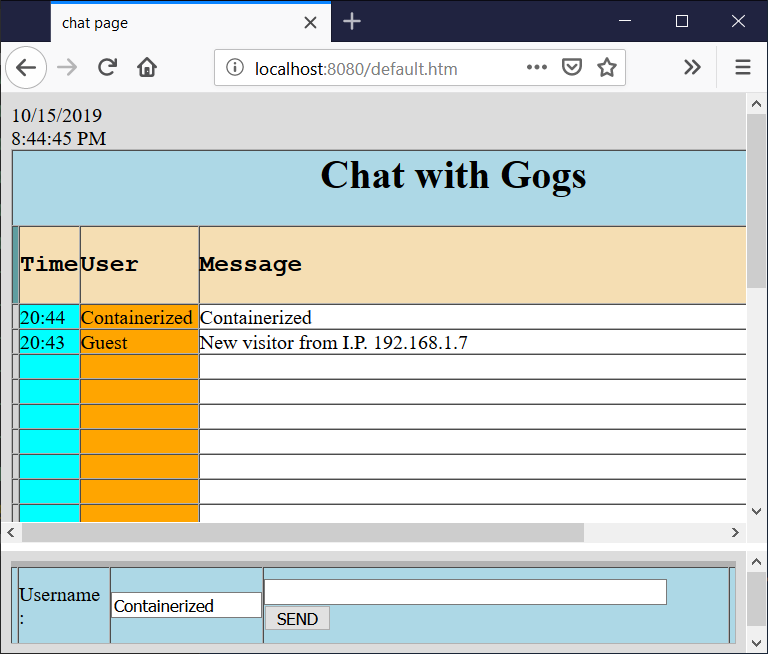 chat page
localhost:8080/default.htm
10/15/2019
8:44:45 PM
Chat with Gogs
Time User Message
20:44 Containerized Containerized
20:43 Guest New visitor from I.P. 192.168.1.7
Username
:
Containerized
SEND